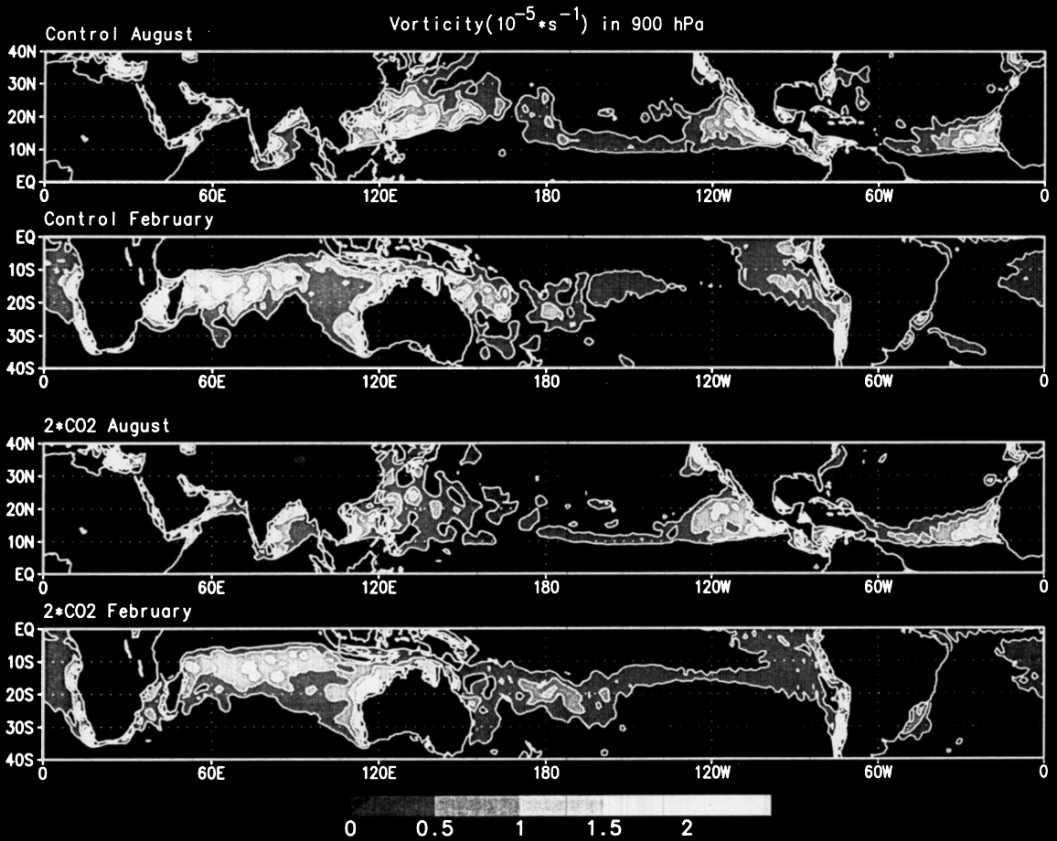 Vorticity(10^-5*s^-1) in 900 hPa
Control August
40N
30N
20N
10N
EQ
0 60E 120E 180 120W 60W 0
Control February
EQ
10S
20S
30S
40S
0 60E 120E 180 120W 60W 0
2*CO2 August
40N
30N
20N
10N
EQ
0 60E 120E 180 120W 60W 0
2*CO2 February
EQ
10S
20S
30S
40S
0 60E 120E 180 120W 60W 0
0 0.5 1 1.5 2